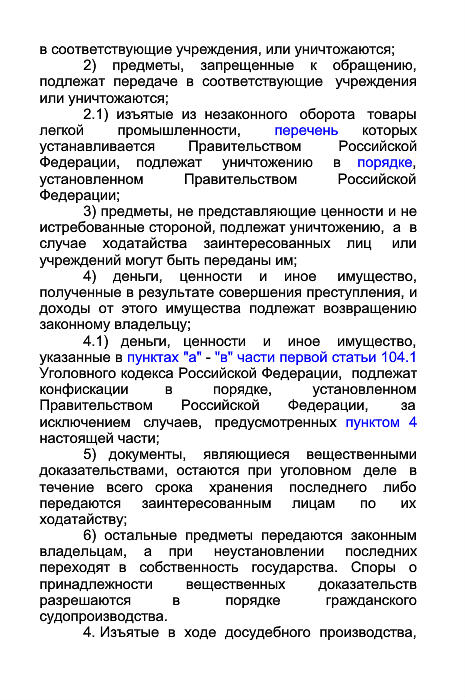 в соответствующие учреждения, или уничтожаются;
2) предметы, запрещенные к обращению,
подлежат передаче в соответствующие учреждения
или уничтожаются;
2.1) изъятые из незаконного оборота товары
легкой промышленности, перечень которых
устанавливается Правительством Российской
Федерации, подлежат уничтожению в порядке,
установленном Правительством Российской
Федерации;
3) предметы, не представляющие ценности и не
истребованные стороной, подлежат уничтожению, а в
случае ходатайства заинтересованных лиц или
учреждений могут быть переданы им;
4) деньги, ценности и иное имущество,
полученные в результате совершения преступления, и
доходы от этого имущества подлежат возвращению
законному владельцу;
4.1) деньги, ценности и иное имущество,
указанные в пунктах "а" - "в" части первой статьи 104.1
Уголовного кодекса Российской Федерации, подлежат
конфискации в порядке, установленном
Правительством Российской Федерации, за
исключением случаев, предусмотренных пунктом 4
настоящей части;
5) документы, являющиеся вещественными
доказательствами, остаются при уголовном деле в
течение всего срока хранения последнего либо
передаются заинтересованным лицам по их
ходатайству;
6) остальные предметы передаются законным
владельцам, а при неустановлении последних
переходят в собственность государства. Споры о
принадлежности вещественных доказательств
разрешаются в порядке гражданского
судопроизводства.
4. Изъятые в ходе досудебного производства,